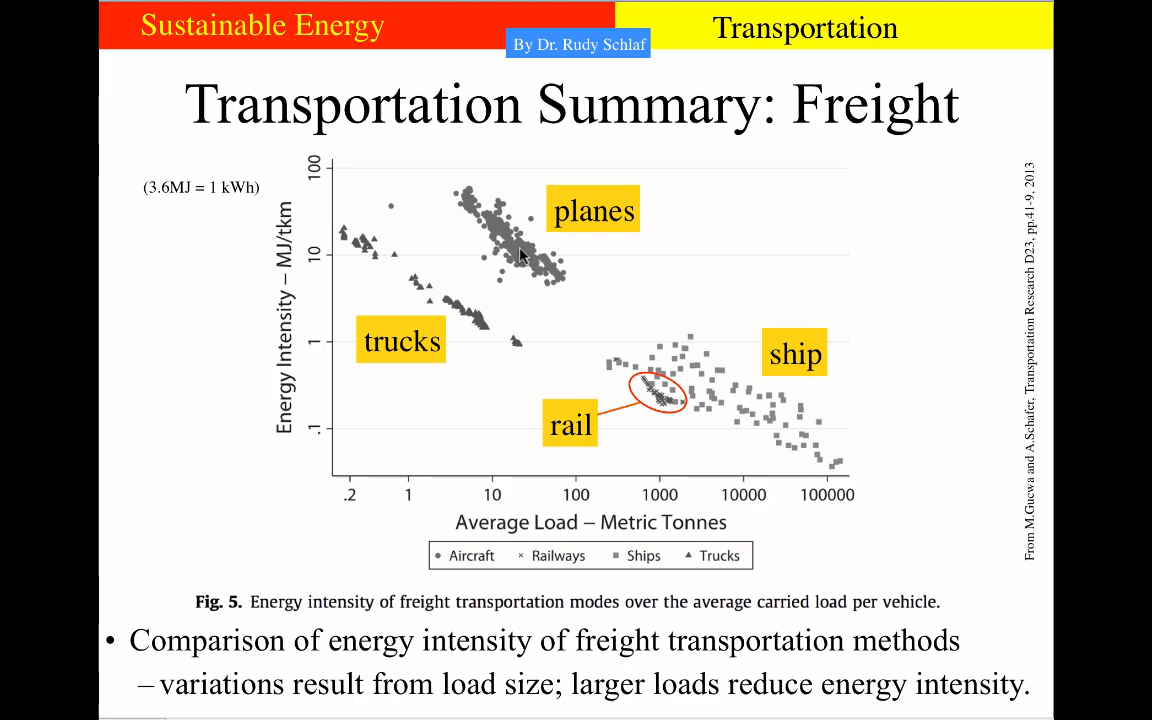 Sustainable Energy
Transportation
By Dr. Rudy Schlaf
Transportation Summary: Freight
(3.6MJ = 1 kWh)
Energy Intensity – MJ/tkm
100
10
1
.1
planes
trucks
ship
rail
.2 1 10 100 1000 10000 100000
Average Load – Metric Tonnes
Aircraft Railways Ships Trucks
From M.Gucwa and A.Schafer, Transportation Research D23, pp.41-9, 2013
Fig. 5. Energy intensity of freight transportation modes over the average carried load per vehicle.
• Comparison of energy intensity of freight transportation methods
– variations result from load size; larger loads reduce energy intensity.